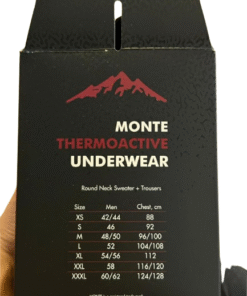 MONTE
THERMOACTIVE
UNDERWEAR
Round Neck Sweater + Trousers
Size Men Chest, cm
XS 42/44 88
S 46 92
M 48/50 96/100
L 52 104/108
XL 54/56 112
XXL 58 116/120
XXXL 60/62 124/128